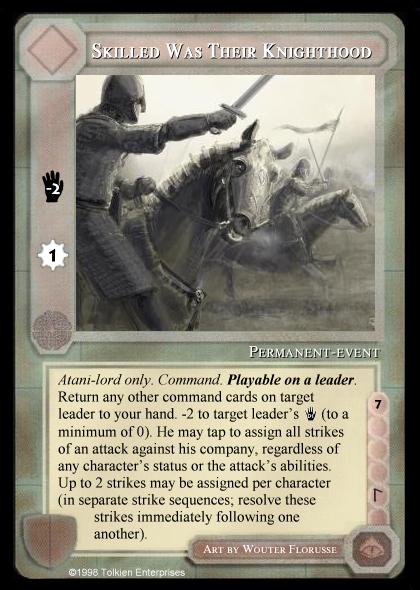 Skilled Was Their Knighthood
-2
1
Permanent-event
Atani-lord only. Command. Playable on a leader.
Return any other command cards on target
leader to your hand. -2 to target leader's (to a
minimum of 0). He may tap to assign all strikes
of an attack against his company, regardless of
any character's status or the attack's abilities.
Up to 2 strikes may be assigned per character
(in separate strike sequences; resolve these
strikes immediately following one
another).
7
Art by Wouter Florusse
©1998 Tolkien Enterprises